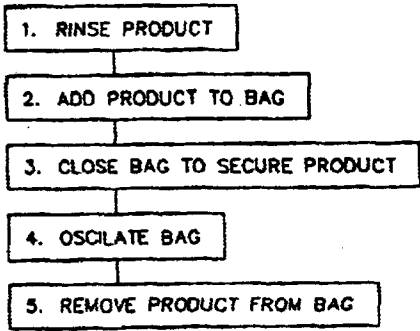 1. RINSE PRODUCT
2. ADD PRODUCT TO BAG
3. CLOSE BAG TO SECURE PRODUCT
4. OSCILATE BAG
5. REMOVE PRODUCT FROM BAG